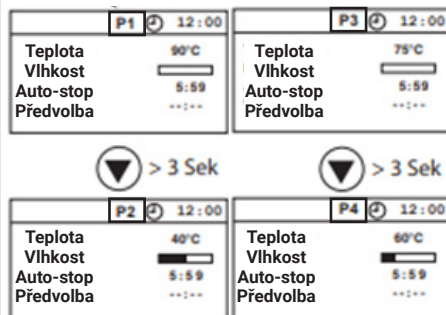 P1 12:00
Teplota 90°C
Vlhkost
Auto-stop 5:59
Předvolba --:--
P3 12:00
Teplota 75°C
Vlhkost
Auto-stop 5:59
Předvolba --:--
> 3 Sek
> 3 Sek
P2 12:00
Teplota 40°C
Vlhkost
Auto-stop 5:59
Předvolba --:--
P4 12:00
Teplota 60°C
Vlhkost
Auto-stop 5:59
Předvolba --:--